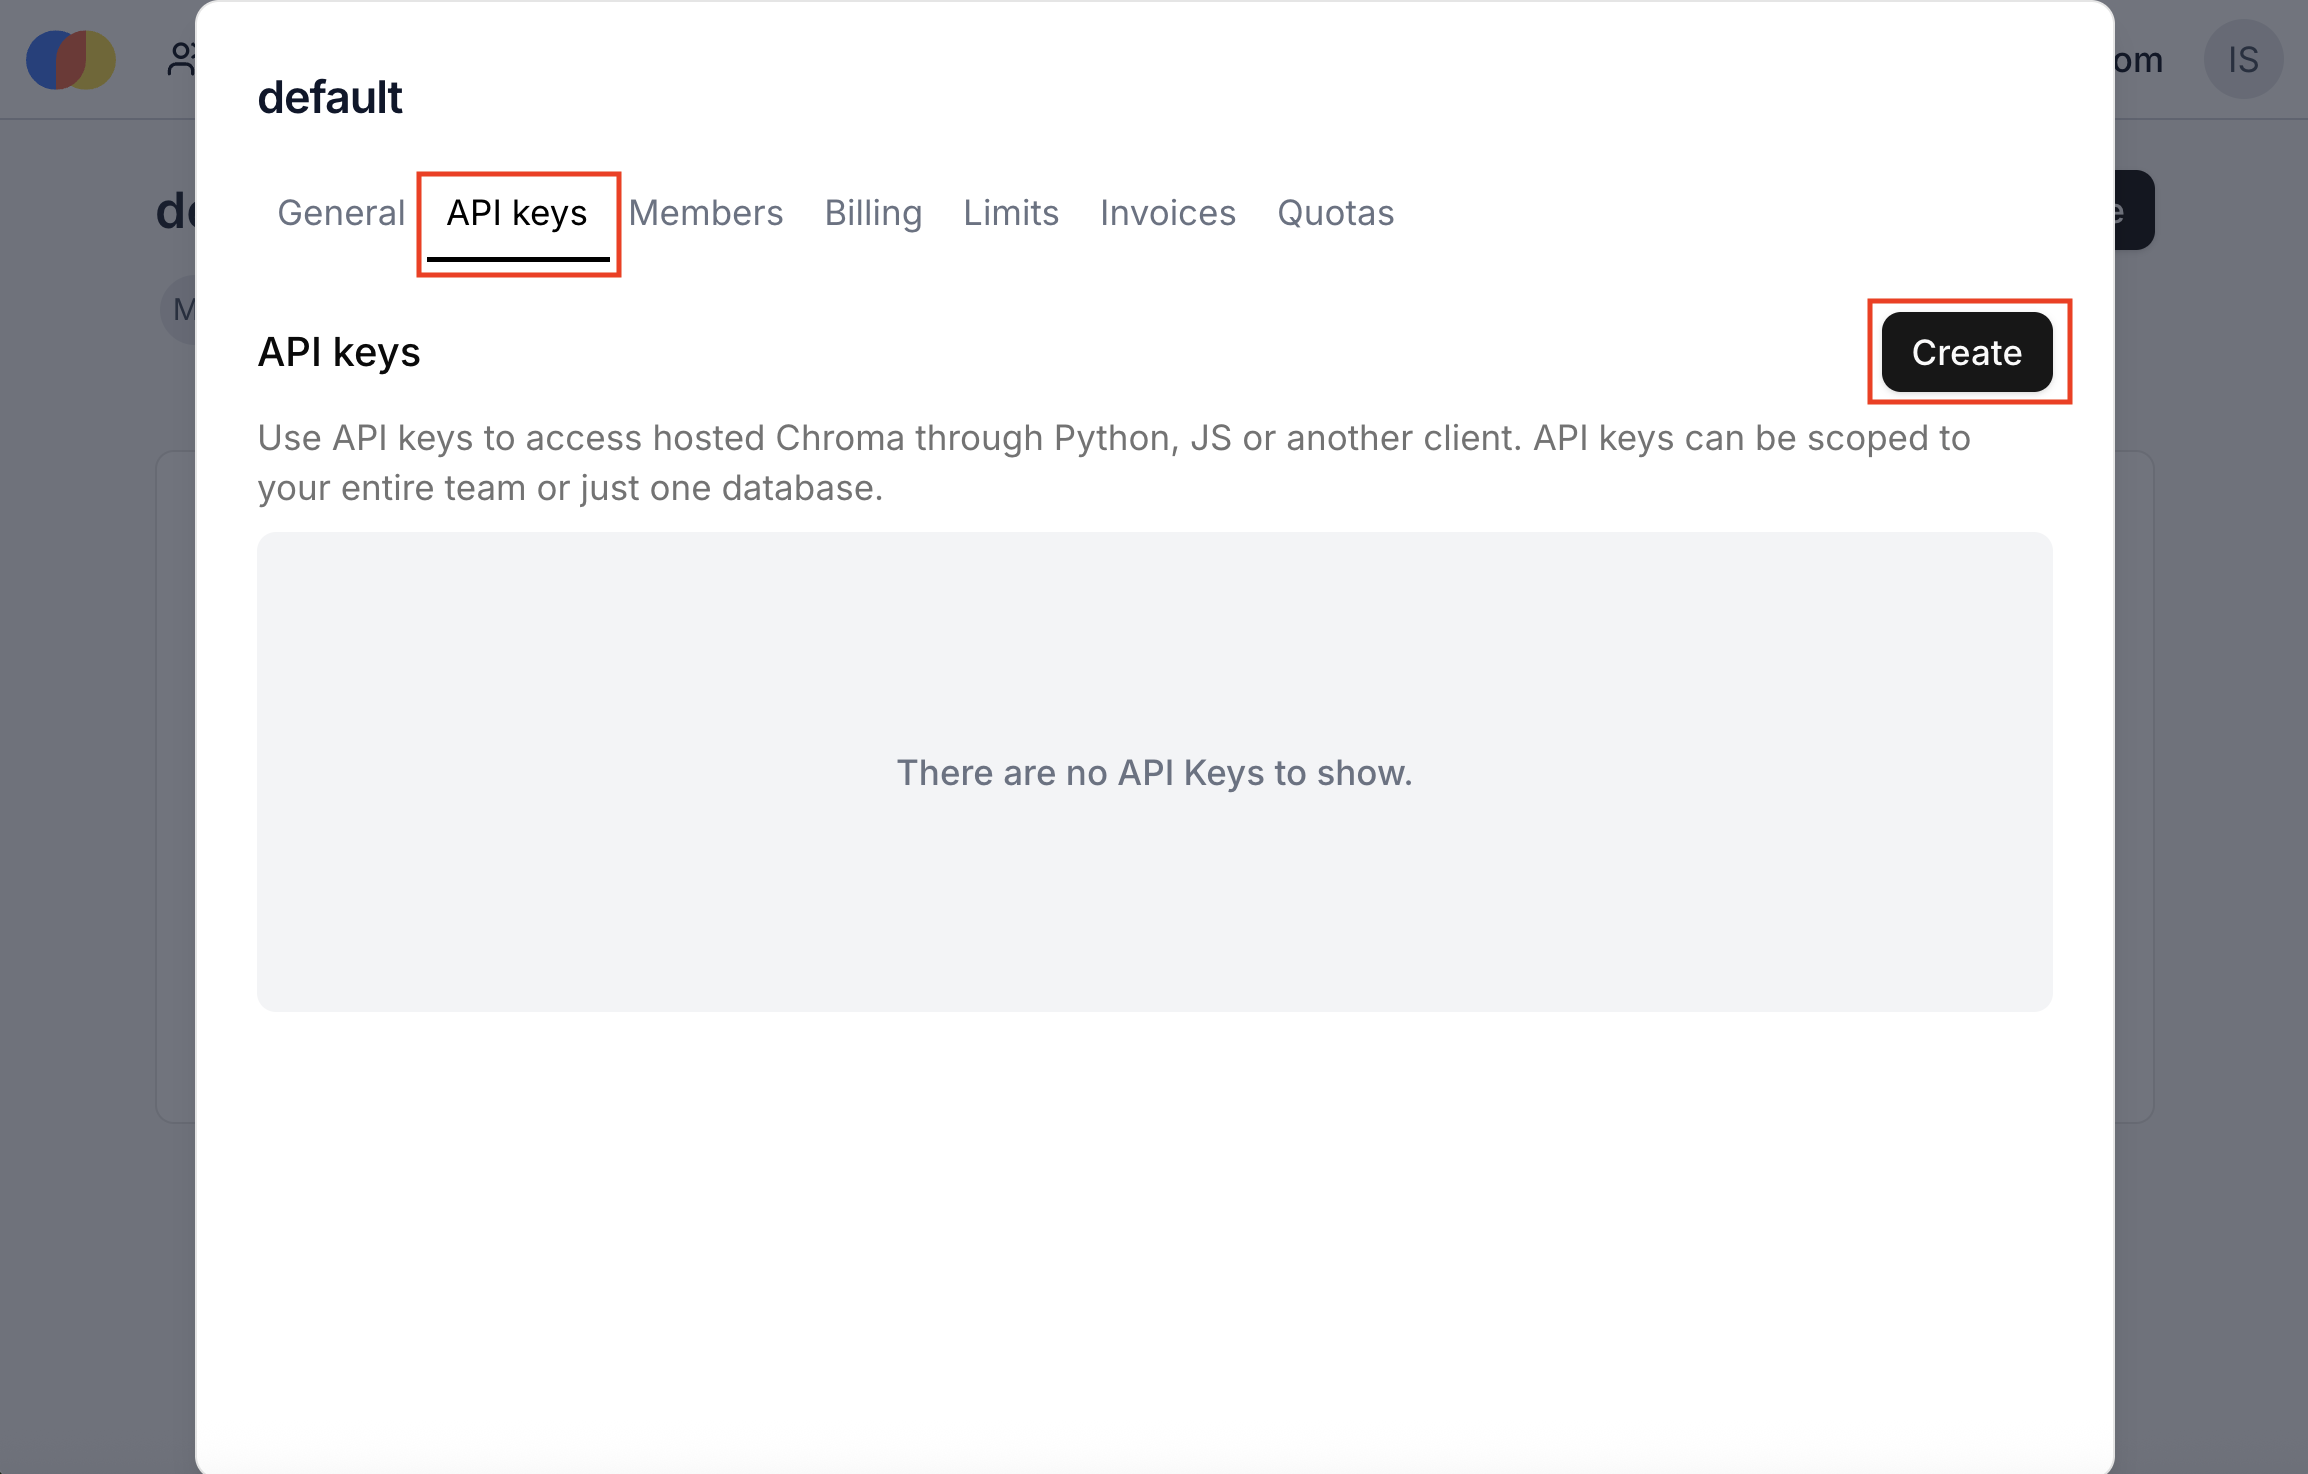 IS
default
General API keys Members Billing Limits Invoices Quotas
API keys
Create
Use API keys to access hosted Chroma through Python, JS or another client. API keys can be scoped to
your entire team or just one database.
There are no API Keys to show.